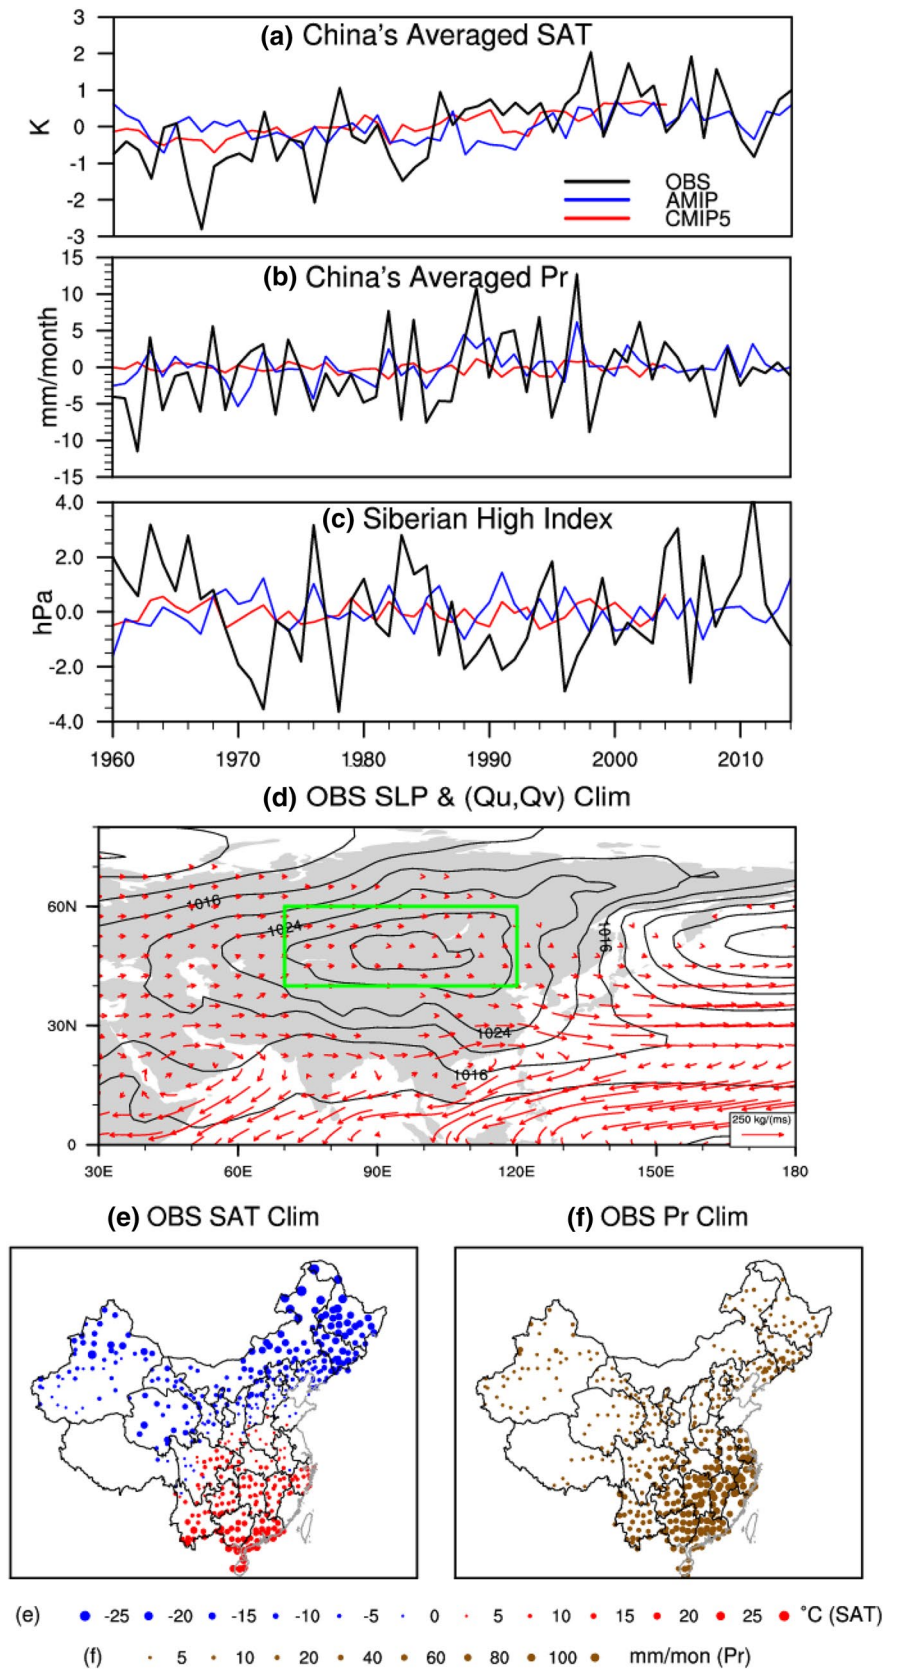 (a) China's Averaged SAT
3
2
1
0
-1
-2
-3
K
OBS
AMIP
CMIP5
(b) China's Averaged Pr
15
10
5
0
-5
-10
-15
mm/month
(c) Siberian High Index
4.0
2.0
0.0
-2.0
-4.0
hPa
1960 1970 1980 1990 2000 2010
(d) OBS SLP & (Qu,Qv) Clim
60N
30N
0
1016
1024
1016
1024
1016
250 kg/(ms)
30E 60E 90E 120E 150E 180
(e) OBS SAT Clim (f) OBS Pr Clim
(e) -25 -20 -15 -10 -5 0 5 10 15 20 25 °C (SAT)
(f) 5 10 20 40 60 80 100 mm/mon (Pr)